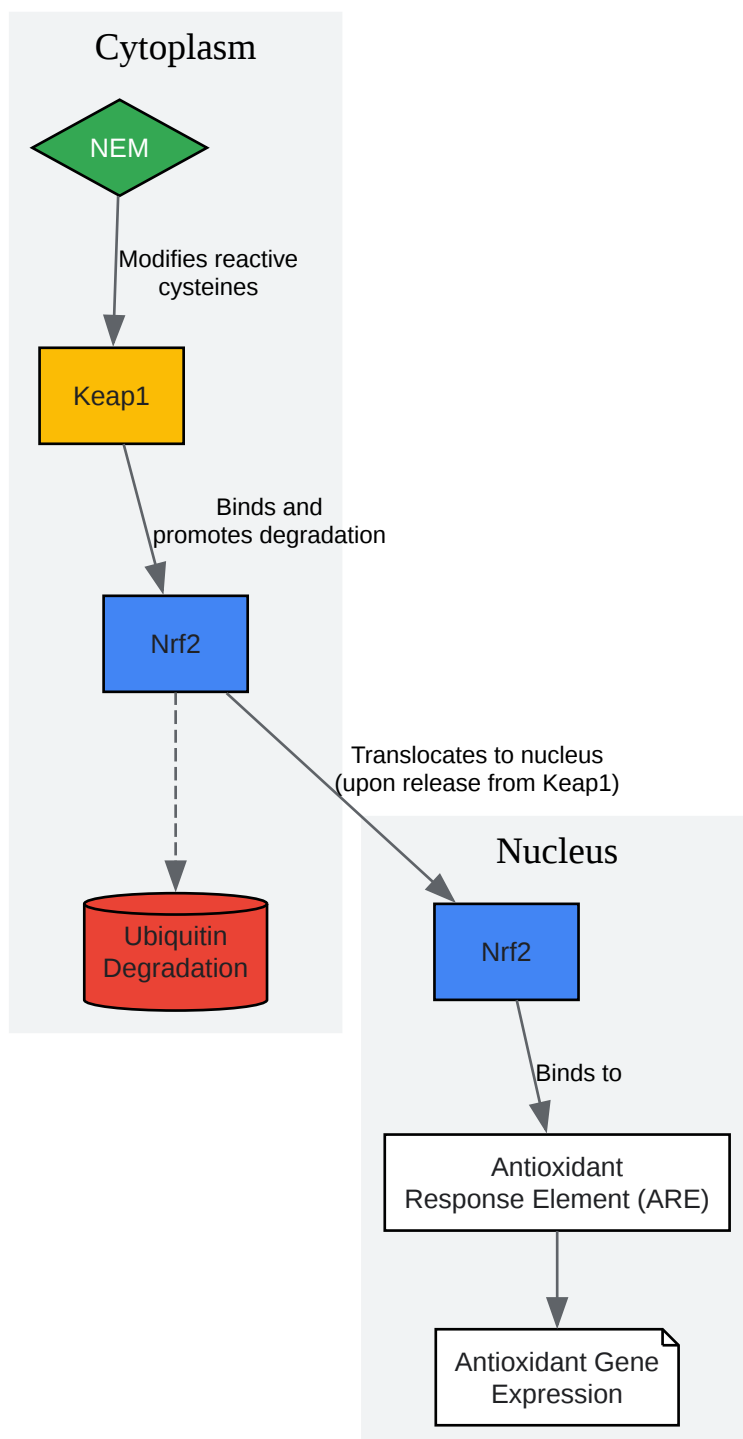 Cytoplasm
NEM
Modifies reactive
cysteines
Keap1
Binds and
promotes degradation
Nrf2
Translocates to nucleus
(upon release from Keap1)
Nucleus
Ubiquitin
Degradation
Nrf2
Binds to
Antioxidant
Response Element (ARE)
Antioxidant Gene
Expression